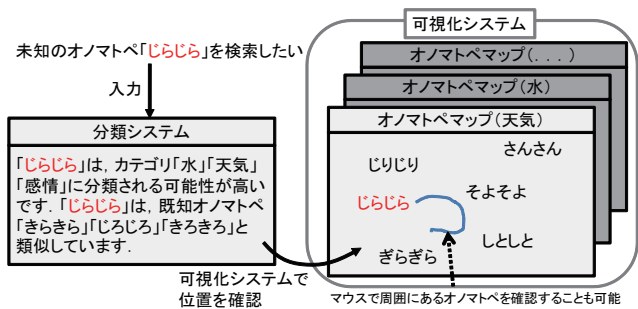 未知のオノマトペ「じらじら」を検索したい
入力
分類システム
「じらじら」は，カテゴリ「水」「天気」
「感情」に分類される可能性が高い
です．「じらじら」は，既知オノマトペ
「きらきら」「じろじろ」「きろきろ」と
類似しています．
可視化システムで
位置を確認
可視化システム
オノマトペマップ(．．．)
オノマトペマップ(水)
オノマトペマップ(天気)
さんさん
じりじり
そよそよ
じらじら
しとしと
ぎらぎら
マウスで周囲にあるオノマトペを確認することも可能